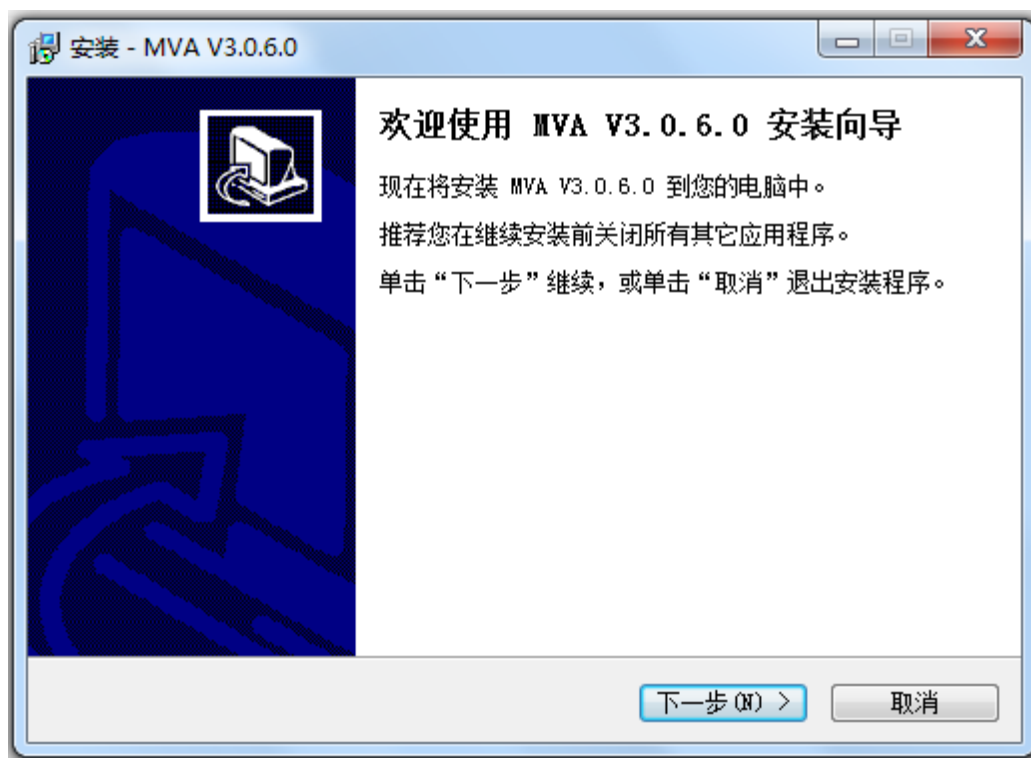 安装 - MVA V3.0.6.0
欢迎使用 MVA V3.0.6.0 安装向导
现在将安装 MVA V3.0.6.0 到您的电脑中。
推荐您在继续安装前关闭所有其它应用程序。
单击“下一步”继续，或单击“取消”退出安装程序。
下一步(N) >
取消